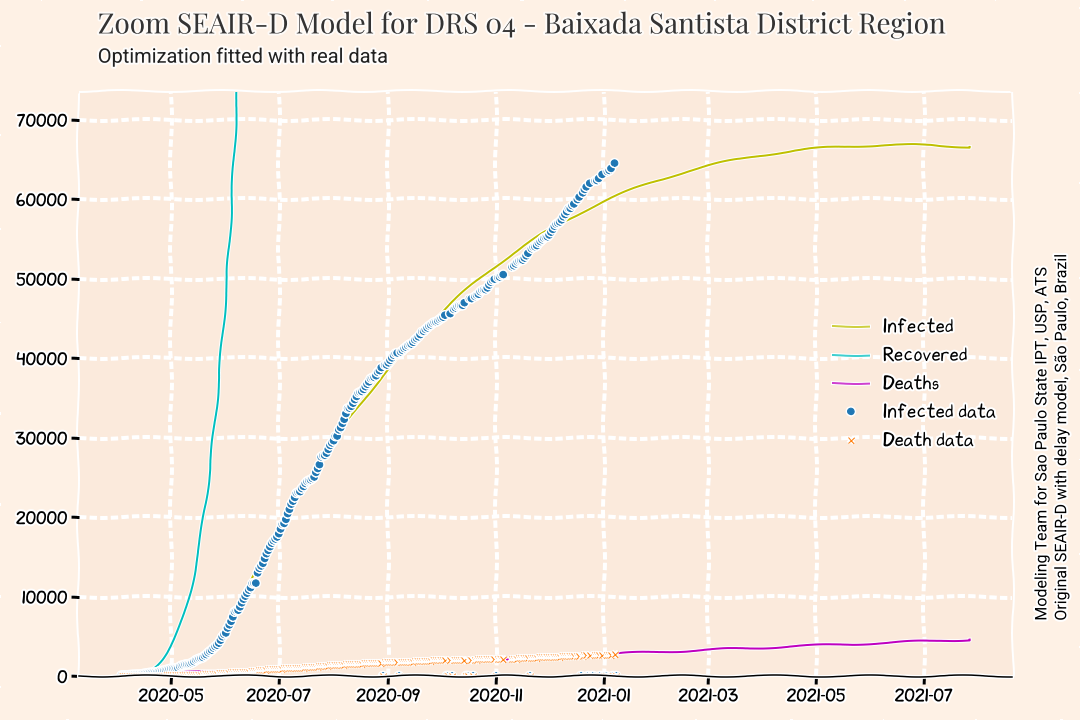 Zoom SEAIR-D Model for DRS 04 - Baixada Santista District Region
Optimization fitted with real data
70000
60000
50000
40000
30000
20000
10000
0
2020-05
2020-07
2020-09
2020-11
2021-01
2021-03
2021-05
2021-07
Infected
Recovered
Deaths
Infected data
Death data
Modeling Team for Sao Paulo State IPT, USP, ATS
Original SEAIR-D with delay model, São Paulo, Brazil